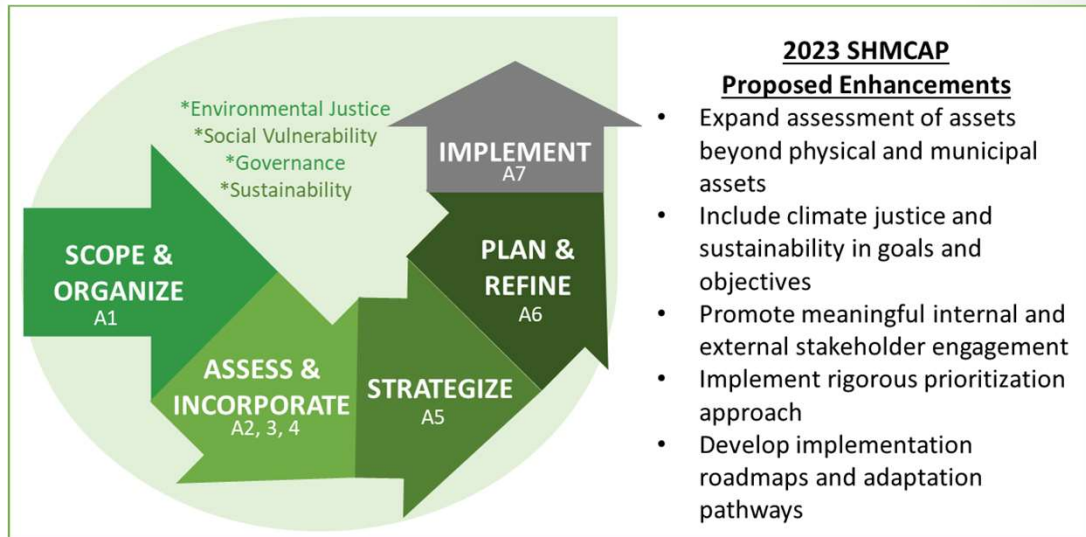 *Environmental Justice
*Social Vulnerability
*Governance
*Sustainability
SCOPE &
ORGANIZE
A1
ASSESS &
INCORPORATE
A2, 3, 4
STRATEGIZE
A5
PLAN &
REFINE
A6
IMPLEMENT
A7
2023 SHMCAP
Proposed Enhancements
• Expand assessment of assets
beyond physical and municipal
assets
• Include climate justice and
sustainability in goals and
objectives
• Promote meaningful internal and
external stakeholder engagement
• Implement rigorous prioritization
approach
• Develop implementation
roadmaps and adaptation
pathways